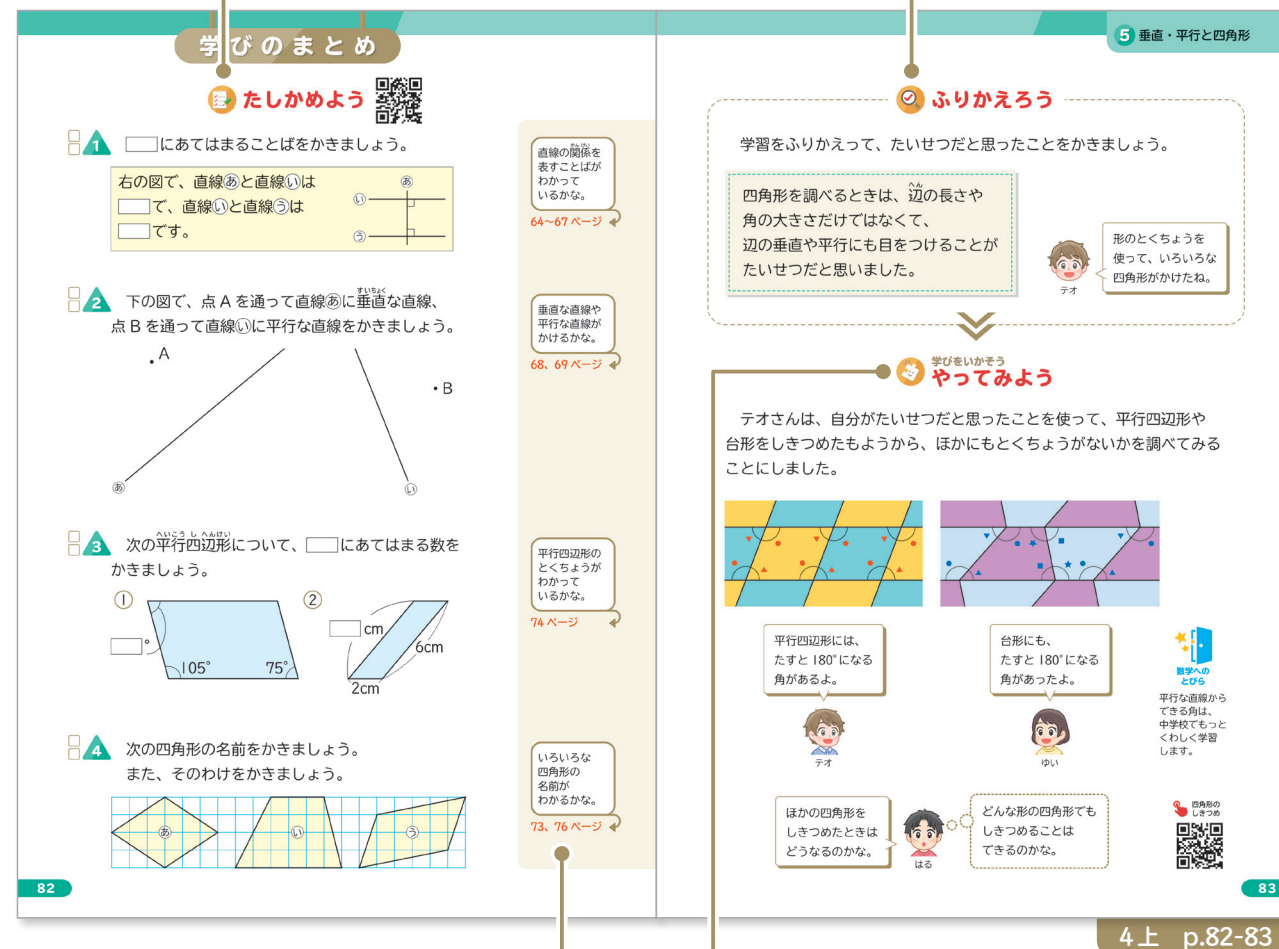 学びのまとめ
たしかめよう
1 □にあてはまることばをかきましょう。
右の図で、直線あと直線いは
□で、直線いと直線うは
□です。
あ
い
う
直線の関係を
かんけい
表すことばが
わかって
いるかな。
64~67 ページ
2 下の図で、点 A を通って直線あに垂直な直線、
すいちょく
点 B を通って直線いに平行な直線をかきましょう。
A
B
あ
い
垂直な直線や
平行な直線が
かけるかな。
68、69 ページ
3 次の平行四辺形について、□にあてはまる数を
へいこうしへんけい
かきましょう。
① □° 105° 75°
② □cm 6cm 2cm
平行四辺形の
とくちょうが
わかって
いるかな。
74 ページ
4 次の四角形の名前をかきましょう。
また、そのわけをかきましょう。
あ い う
いろいろな
四角形の
名前が
わかるかな。
73、76 ページ
82
5 垂直・平行と四角形
ふりかえろう
学習をふりかえって、たいせつだと思ったことをかきましょう。
四角形を調べるときは、辺の長さや
へん
角の大きさだけではなくて、
辺の垂直や平行にも目をつけることが
たいせつだと思いました。
形のとくちょうを
使って、いろいろな
四角形がかけたね。
テオ
学びをいかそう
やってみよう
テオさんは、自分がたいせつだと思ったことを使って、平行四辺形や
台形をしきつめたもようから、ほかにもとくちょうがないかを調べてみる
ことにしました。
平行四辺形には、
たすと 180°になる
角があるよ。
テオ
台形にも、
たすと 180°になる
角があったよ。
ゆい
数学への
とびら
平行な直線から
できる角は、
中学校でもっと
くわしく学習
します。
ほかの四角形を
しきつめたときは
どうなるのかな。
はる
どんな形の四角形でも
しきつめることは
できるのかな。
四角形の
しきつめ
83
4上 p.82-83